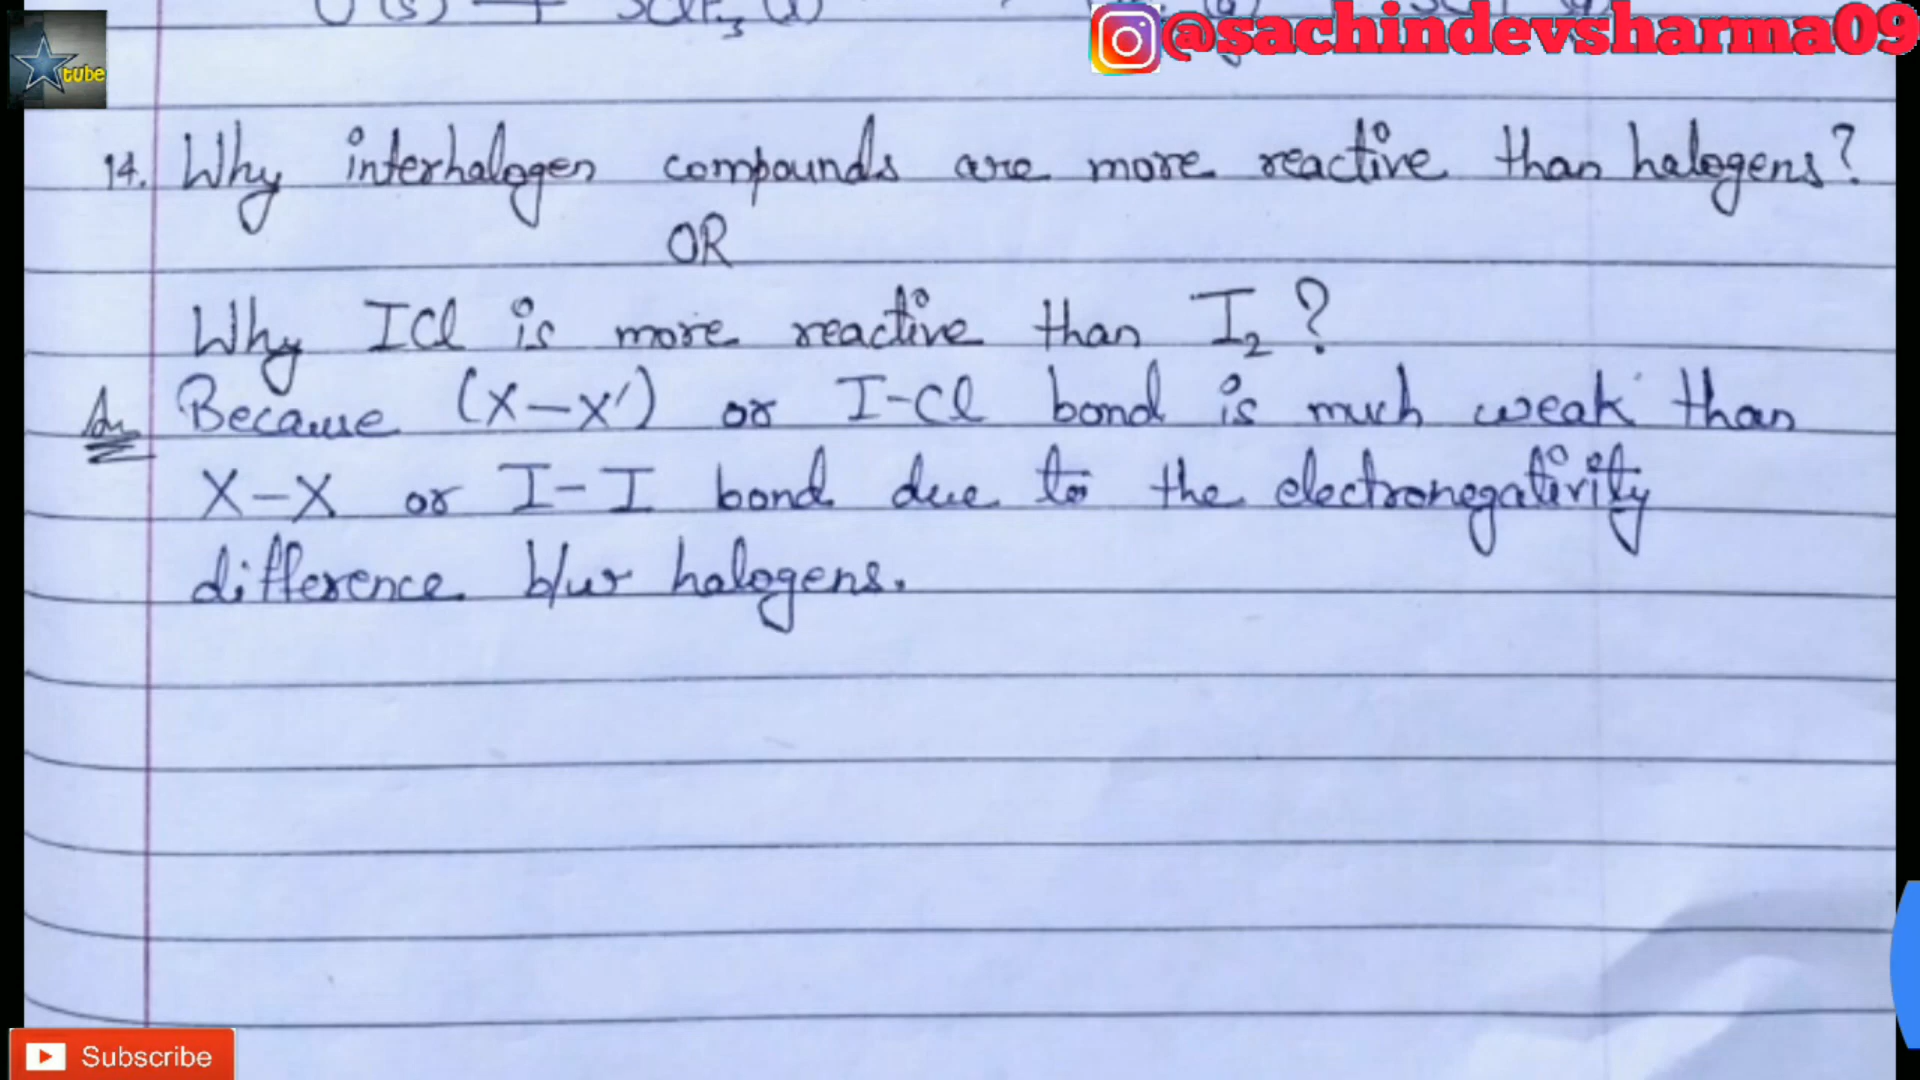 @sachindevsharma09
tube
14. Why interhalogen compounds are more reactive than halogens?
OR
Why ICl is more reactive than I₂?
Ans Because (X-X') or I-Cl bond is much weak than
X-X or I-I bond due to the electronegativity
difference b/w halogens.
Subscribe